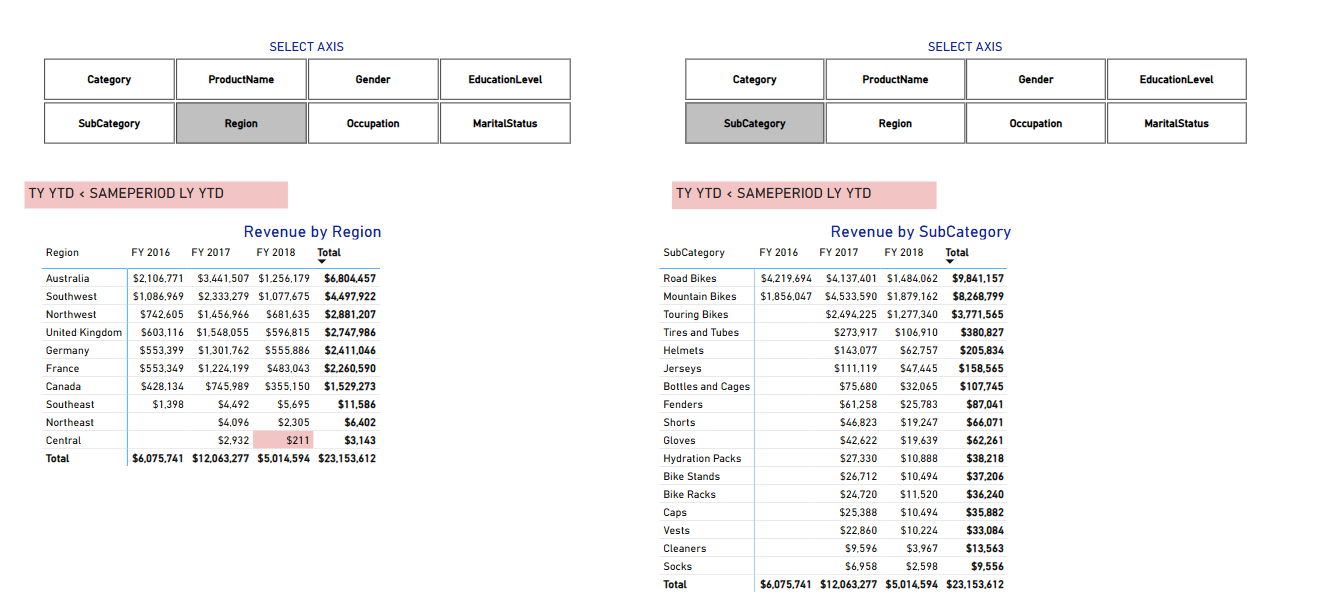 SELECT AXIS
Category ProductName Gender EducationLevel
SubCategory Region Occupation MaritalStatus
TY YTD < SAMEPERIOD LY YTD
Revenue by Region
Region FY 2016 FY 2017 FY 2018 Total
Australia $2,106,771 $3,441,507 $1,256,179 $6,804,457
Southwest $1,086,969 $2,333,279 $1,077,675 $4,497,922
Northwest $742,605 $1,456,966 $681,635 $2,881,207
United Kingdom $603,116 $1,548,055 $596,815 $2,747,986
Germany $553,399 $1,301,762 $555,886 $2,411,046
France $553,349 $1,224,199 $483,043 $2,260,590
Canada $428,134 $745,989 $355,150 $1,529,273
Southeast $1,398 $4,492 $5,695 $11,586
Northeast $4,096 $2,305 $6,402
Central $2,932 $211 $3,143
Total $6,075,741 $12,063,277 $5,014,594 $23,153,612
SELECT AXIS
Category ProductName Gender EducationLevel
SubCategory Region Occupation MaritalStatus
TY YTD < SAMEPERIOD LY YTD
Revenue by SubCategory
SubCategory FY 2016 FY 2017 FY 2018 Total
Road Bikes $4,219,694 $4,137,401 $1,484,062 $9,841,157
Mountain Bikes $1,856,047 $4,533,590 $1,879,162 $8,268,799
Touring Bikes $2,494,225 $1,277,340 $3,771,565
Tires and Tubes $273,917 $106,910 $380,827
Helmets $143,077 $62,757 $205,834
Jerseys $111,119 $47,445 $158,565
Bottles and Cages $75,680 $32,065 $107,745
Fenders $61,258 $25,783 $87,041
Shorts $46,823 $19,247 $66,071
Gloves $42,622 $19,639 $62,261
Hydration Packs $27,330 $10,888 $38,218
Bike Stands $26,712 $10,494 $37,206
Bike Racks $24,720 $11,520 $36,240
Caps $25,388 $10,494 $35,882
Vests $22,860 $10,224 $33,084
Cleaners $9,596 $3,967 $13,563
Socks $6,958 $2,598 $9,556
Total $6,075,741 $12,063,277 $5,014,594 $23,153,612